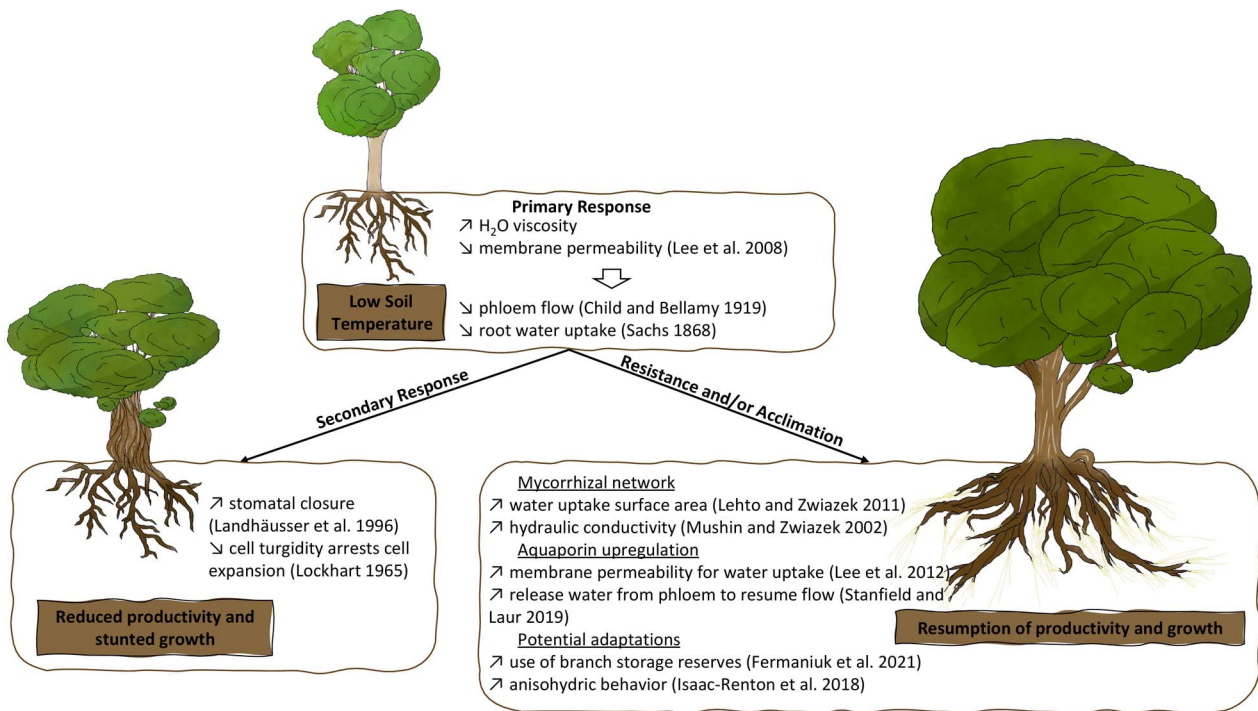 Primary Response
↗ H₂O viscosity
↘ membrane permeability (Lee et al. 2008)
Low Soil
Temperature
↘ phloem flow (Child and Bellamy 1919)
↘ root water uptake (Sachs 1868)
Secondary Response
Resistance and/or Acclimation
↗ stomatal closure
(Landhäusser et al. 1996)
↘ cell turgidity arrests cell
expansion (Lockhart 1965)
Reduced productivity and
stunted growth
Mycorrhizal network
↗ water uptake surface area (Lehto and Zwiazek 2011)
↗ hydraulic conductivity (Mushin and Zwiazek 2002)
Aquaporin upregulation
↗ membrane permeability for water uptake (Lee et al. 2012)
↗ release water from phloem to resume flow (Stanfield and
Laur 2019)
Potential adaptations
↗ use of branch storage reserves (Fermaniuk et al. 2021)
↗ anisohydric behavior (Isaac-Renton et al. 2018)
Resumption of productivity and growth